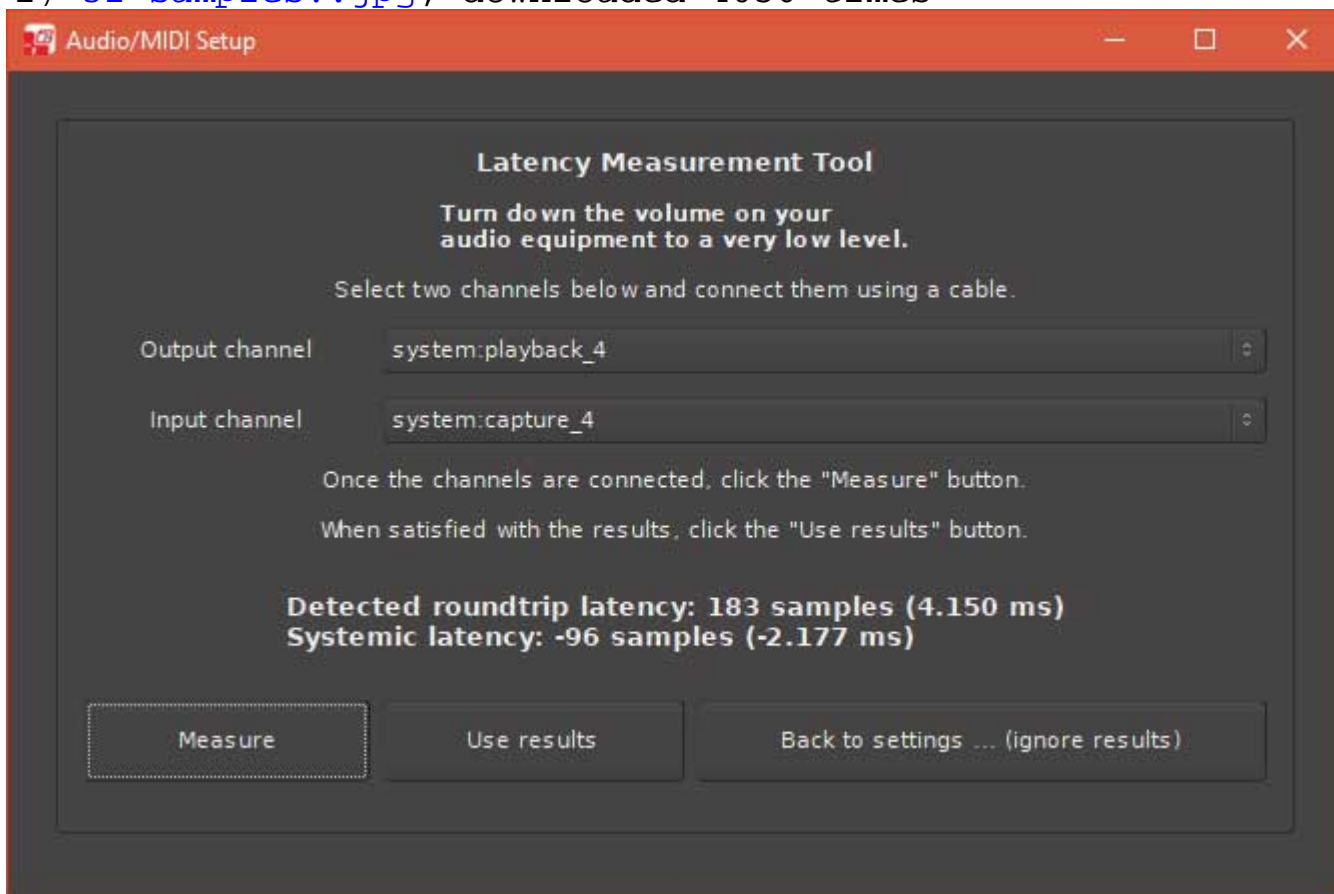 Audio/MIDI Setup
Latency Measurement Tool
Turn down the volume on your
audio equipment to a very low level.
Select two channels below and connect them using a cable.
Output channel system:playback_4
Input channel system:capture_4
Once the channels are connected, click the "Measure" button.
When satisfied with the results, click the "Use results" button.
Detected roundtrip latency: 183 samples (4.150 ms)
Systemic latency: -96 samples (-2.177 ms)
Measure Use results Back to settings ... (ignore results)